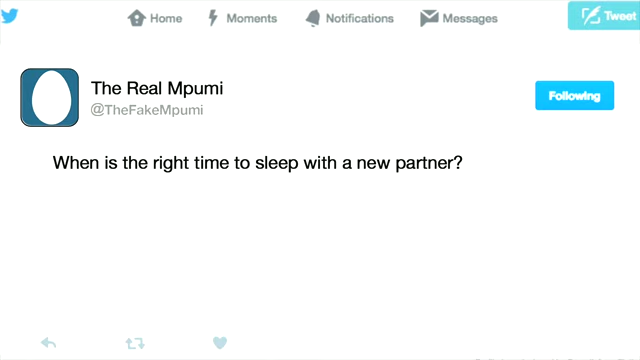 Home Moments Notifications Messages Tweet
The Real Mpumi
@TheFakeMpumi
Following
When is the right time to sleep with a new partner?